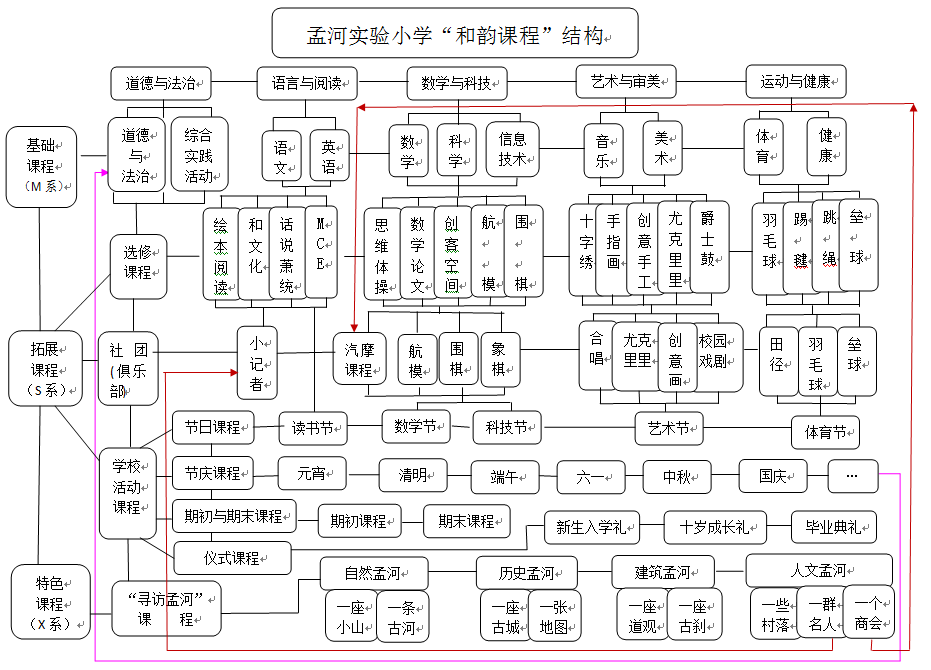 孟河实验小学“和韵课程”结构
道德与法治
语言与阅读
数学与科技
艺术与审美
运动与健康
基础
课程
（M 系）
道德
与
法治
综合
实践
活动
语
文
英
语
数
学
科
学
信息
技术
音
乐
美
术
体
育
健
康
选修
课程
绘
本
阅
读
和
文
化
话
说
萧
统
M
C
E
思
维
体
操
数
学
论
文
创
客
空
间
航
模
围
棋
十
字
绣
手
指
画
创
意
手
工
尤
克
里
里
爵
士
鼓
羽
毛
球
踢
毽
跳
绳
垒
球
拓展
课程
（S 系）
社 团
(俱乐
部)
小
记
者
汽摩
课程
航
模
围
棋
象
棋
合
唱
尤克
里里
创
意
画
校园
戏剧
田
径
羽
毛
球
垒
球
学校
活动
课程
节日课程
读书节
数学节
科技节
艺术节
体育节
节庆课程
元宵
清明
端午
六一
中秋
国庆
…
期初与期末课程
期初课程
期末课程
仪式课程
新生入学礼
十岁成长礼
毕业典礼
特色
课程
（X 系）
“寻访孟河”
课 程
自然孟河
历史孟河
建筑孟河
人文孟河
一座
小山
一条
古河
一座
古城
一张
地图
一座
道观
一座
古刹
一些
村落
一群
名人
一个
商会